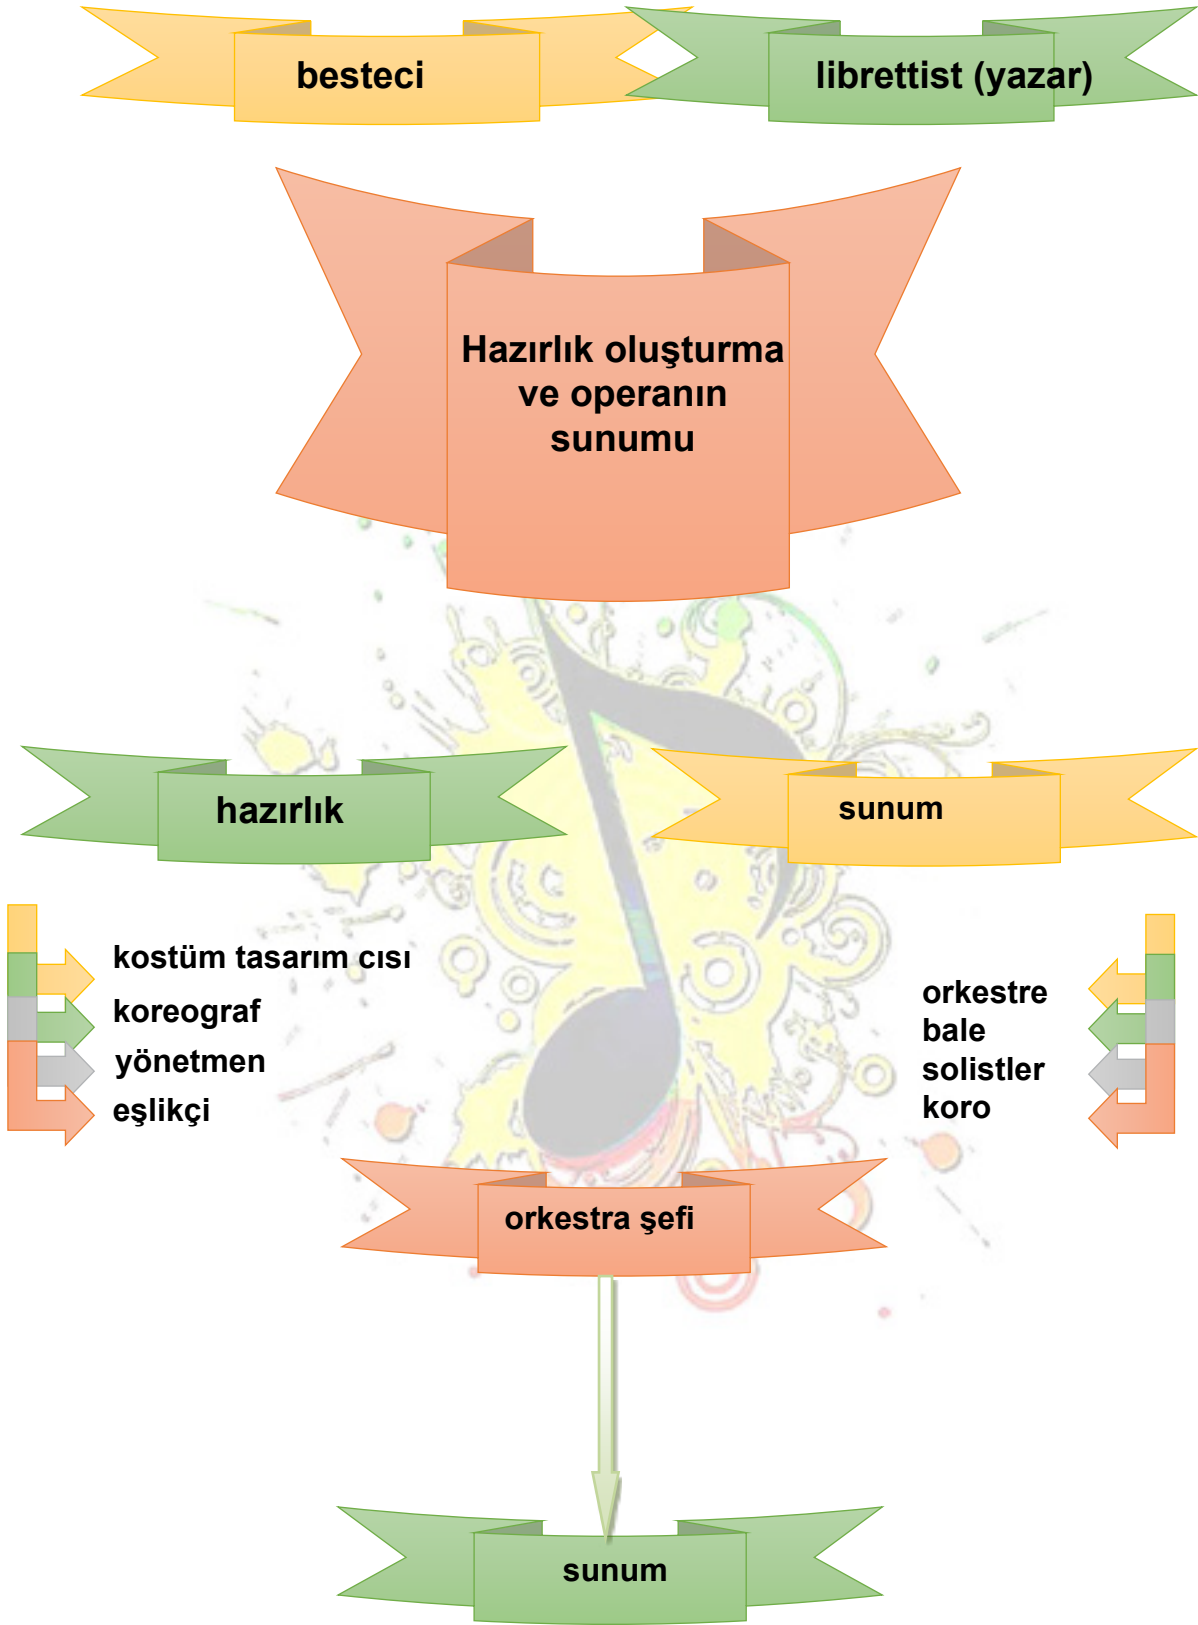 besteci
librettist (yazar)
Hazırlık oluşturma
ve operanın
sunumu
hazırlık
sunum
kostüm tasarım cısı
koreograf
yönetmen
eşlikçi
orkestre
bale
solistler
koro
orkestra şefi
sunum